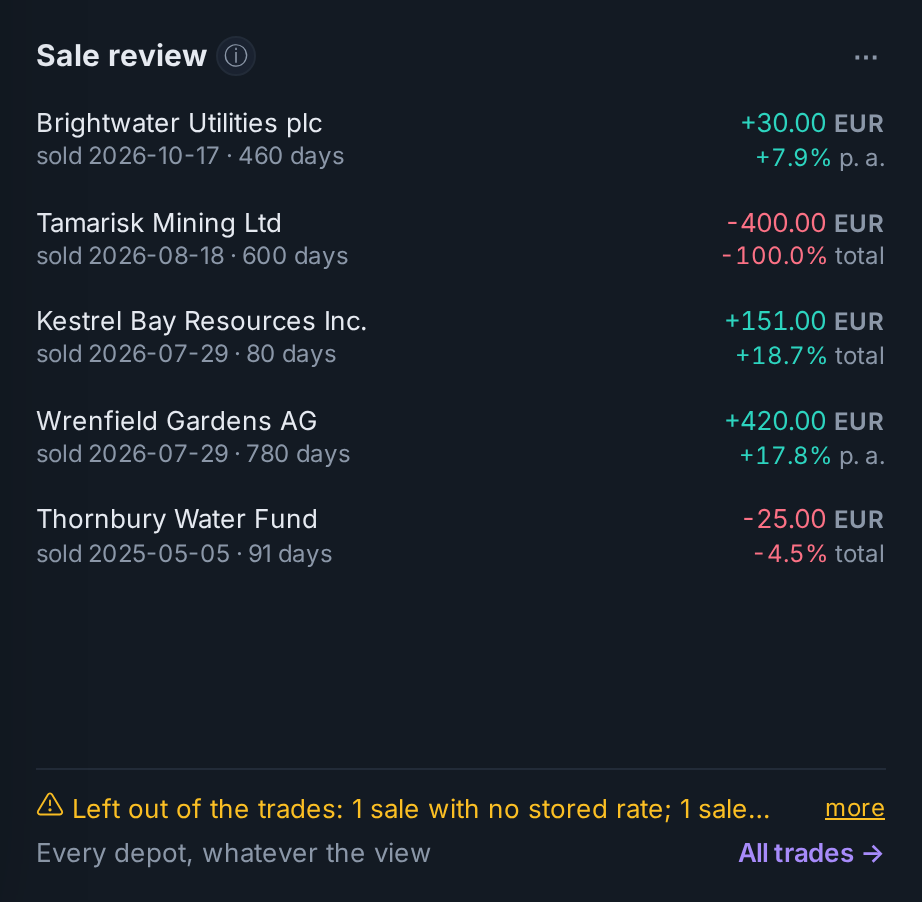 Sale review ⓘ ...
Brightwater Utilities plc +30.00 EUR
sold 2026-10-17 · 460 days +7.9% p. a.
Tamarisk Mining Ltd -400.00 EUR
sold 2026-08-18 · 600 days -100.0% total
Kestrel Bay Resources Inc. +151.00 EUR
sold 2026-07-29 · 80 days +18.7% total
Wrenfield Gardens AG +420.00 EUR
sold 2026-07-29 · 780 days +17.8% p. a.
Thornbury Water Fund -25.00 EUR
sold 2025-05-05 · 91 days -4.5% total
⚠ Left out of the trades: 1 sale with no stored rate; 1 sale... more
Every depot, whatever the view All trades →